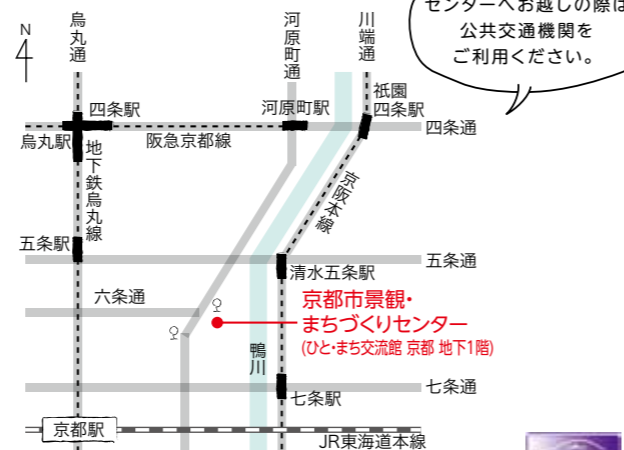 センターへお越しの際は
公共交通機関を
ご利用ください。
N
烏丸通
河原町通
川端通
四条駅
河原町駅
祇園
四条駅
四条通
烏丸駅
阪急京都線
地下鉄烏丸線
京阪本線
五条駅
清水五条駅
五条通
六条通
京都市景観・
まちづくりセンター
(ひと・まち交流館 京都 地下1階)
鴨川
七条駅
七条通
京都駅
JR東海道本線